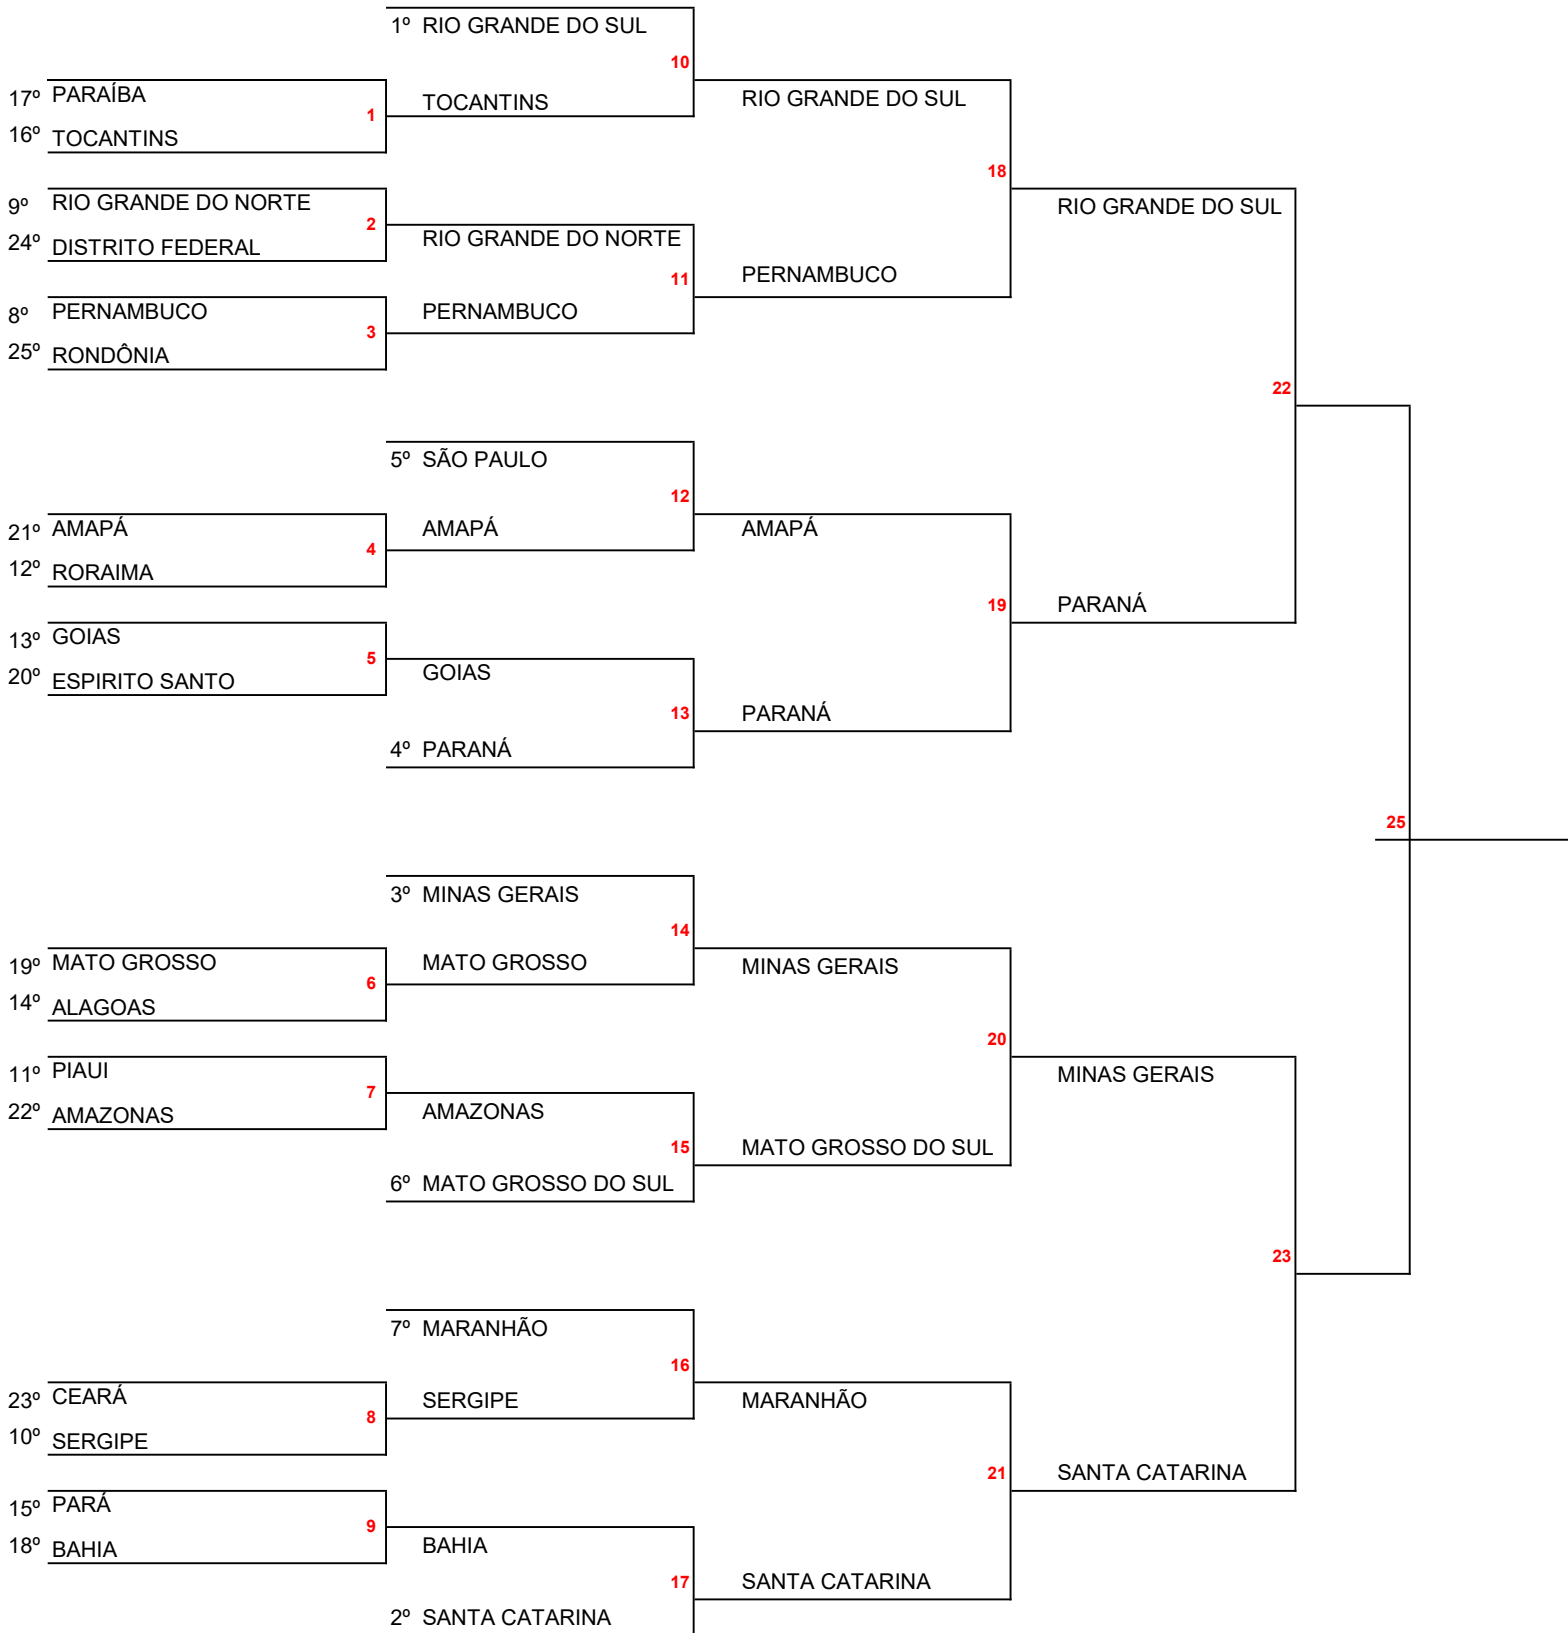 1º RIO GRANDE DO SUL
10
17º PARAÍBA
TOCANTINS
RIO GRANDE DO SUL
1
16º TOCANTINS
18
9º RIO GRANDE DO NORTE
RIO GRANDE DO SUL
2
24º DISTRITO FEDERAL
RIO GRANDE DO NORTE
11
PERNAMBUCO
8º PERNAMBUCO
PERNAMBUCO
3
25º RONDÔNIA
22
5º SÃO PAULO
12
21º AMAPÁ
AMAPÁ
AMAPÁ
4
12º RORAIMA
19
PARANÁ
13º GOIAS
5
20º ESPIRITO SANTO
GOIAS
13
PARANÁ
4º PARANÁ
25
3º MINAS GERAIS
14
19º MATO GROSSO
MATO GROSSO
MINAS GERAIS
6
14º ALAGOAS
20
11º PIAUI
MINAS GERAIS
7
22º AMAZONAS
AMAZONAS
15
MATO GROSSO DO SUL
6º MATO GROSSO DO SUL
23
7º MARANHÃO
16
23º CEARÁ
SERGIPE
MARANHÃO
8
10º SERGIPE
21
SANTA CATARINA
15º PARÁ
9
18º BAHIA
BAHIA
17
SANTA CATARINA
2º SANTA CATARINA